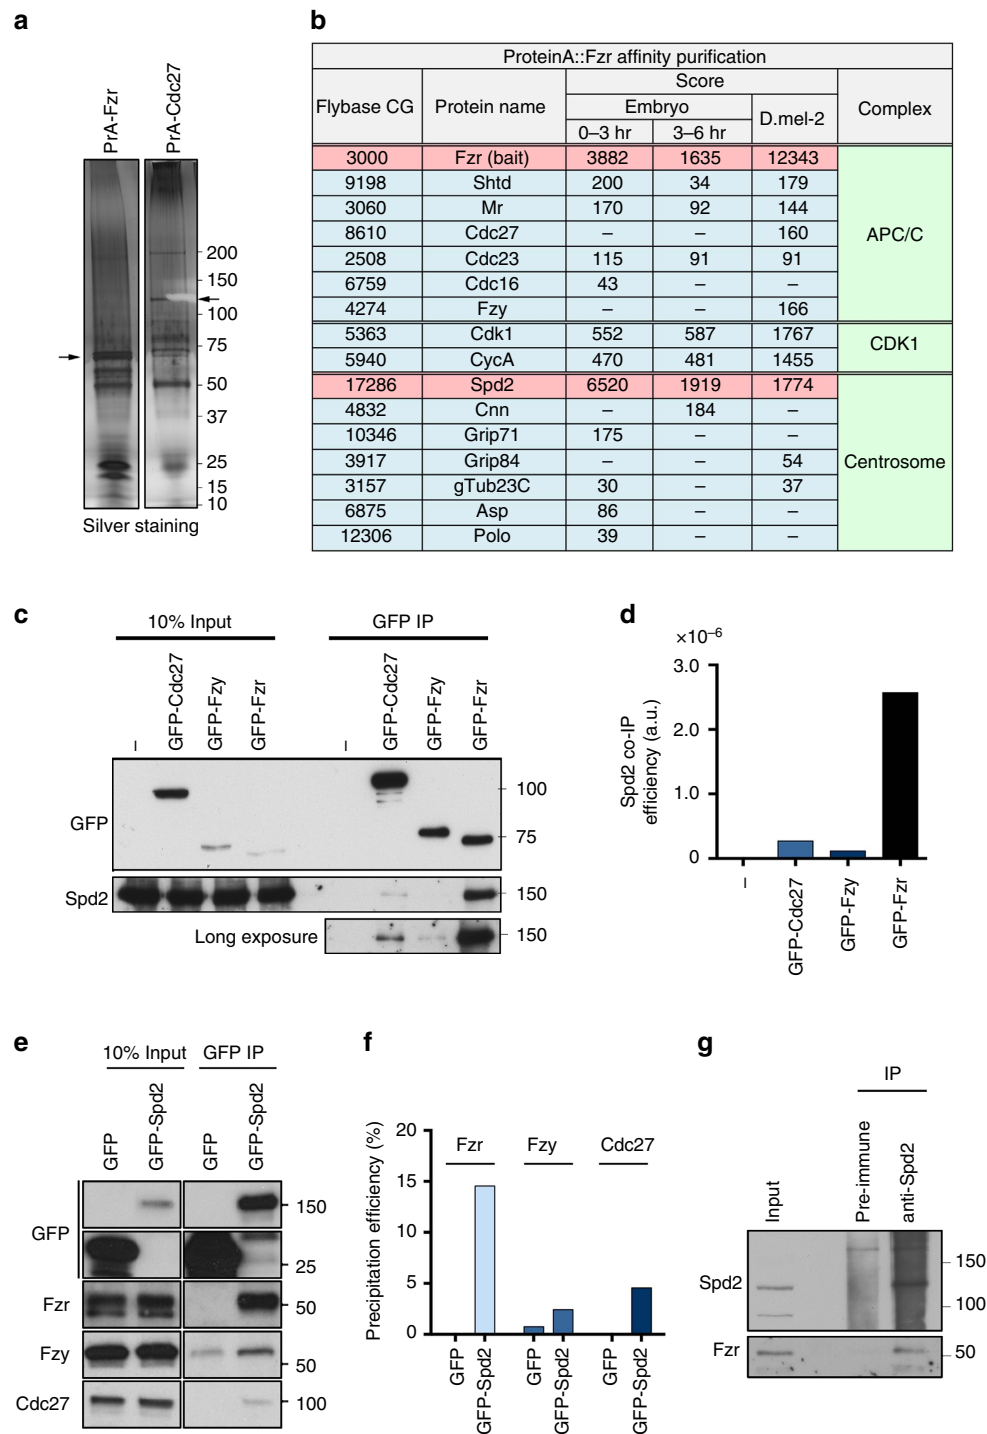 a
PrA-Fzr
PrA-Cdc27
200
150
100
75
50
37
25
15
10
Silver staining
b
ProteinA::Fzr affinity purification
Flybase CG Protein name Score Complex
Embryo D.mel-2
0–3 hr 3–6 hr
3000 Fzr (bait) 3882 1635 12343
9198 Shtd 200 34 179
3060 Mr 170 92 144
8610 Cdc27 – – 160
2508 Cdc23 115 91 91
6759 Cdc16 43 – –
4274 Fzy – – 166
APC/C
5363 Cdk1 552 587 1767
5940 CycA 470 481 1455
CDK1
17286 Spd2 6520 1919 1774
4832 Cnn – 184 –
10346 Grip71 175 – –
3917 Grip84 – – 54
3157 gTub23C 30 – 37
6875 Asp 86 – –
12306 Polo 39 – –
Centrosome
c
10% Input GFP IP
– GFP-Cdc27 GFP-Fzy GFP-Fzr – GFP-Cdc27 GFP-Fzy GFP-Fzr
GFP
100
75
Spd2 150
Long exposure 150
d
×10–6
Spd2 co-IP
efficiency (a.u.)
3.0
2.0
1.0
0
– GFP-Cdc27 GFP-Fzy GFP-Fzr
e
10% Input GFP IP
GFP GFP-Spd2 GFP GFP-Spd2
GFP
150
25
Fzr 50
Fzy 50
Cdc27 100
f
Precipitation efficiency (%)
20
15
10
5
0
Fzr Fzy Cdc27
GFP GFP-Spd2 GFP GFP-Spd2 GFP GFP-Spd2
g
IP
Input Pre-immune anti-Spd2
Spd2
150
100
Fzr 50